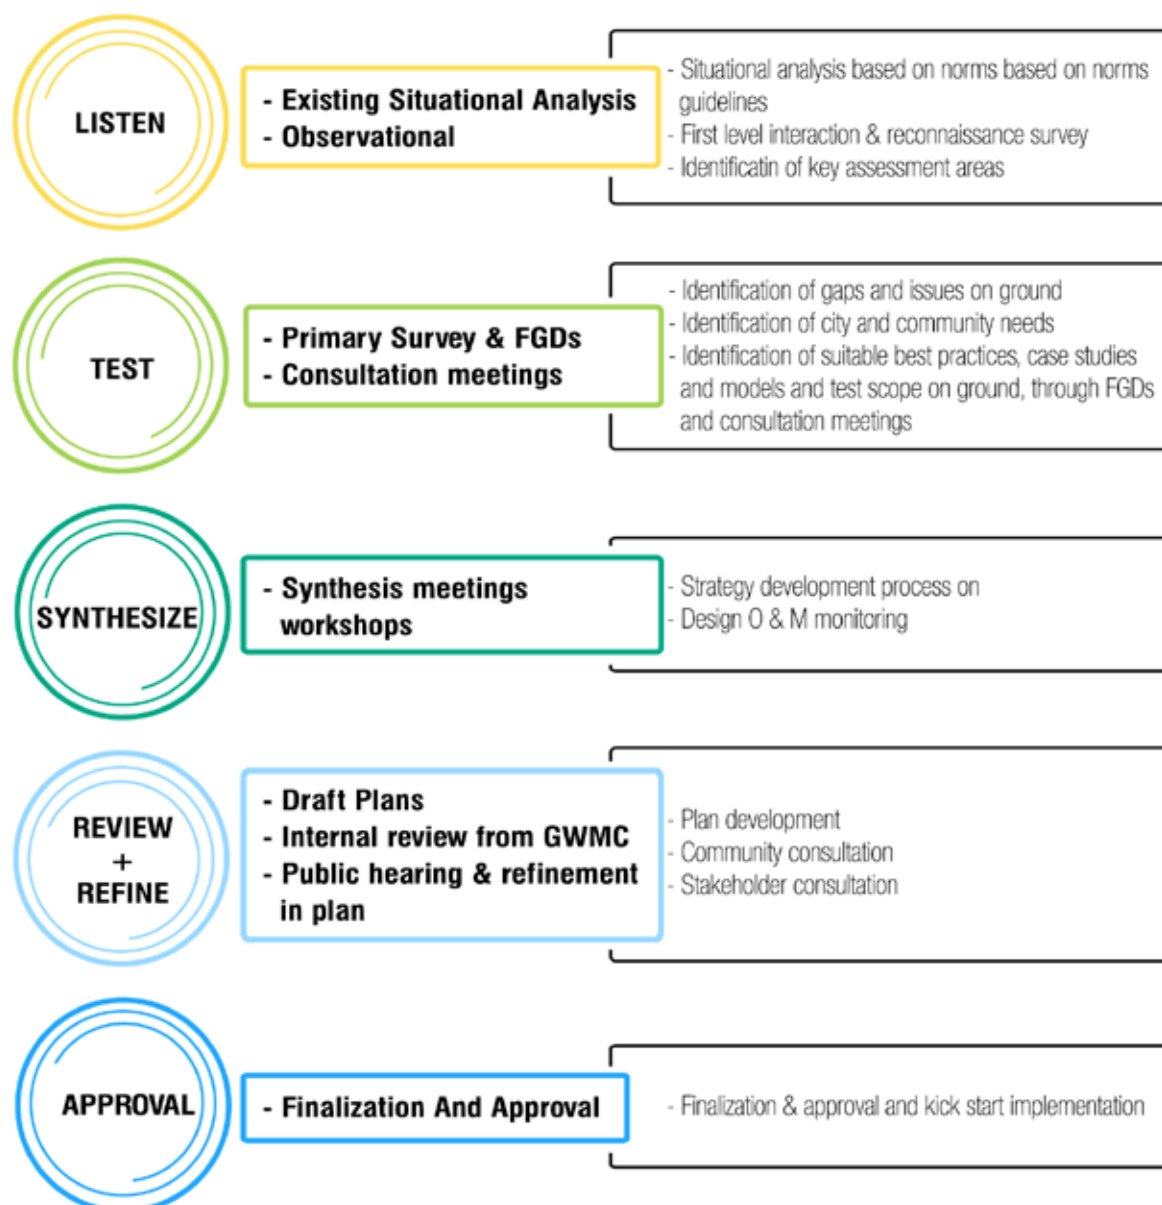 LISTEN
- Existing Situational Analysis
- Observational
- Situational analysis based on norms based on norms
guidelines
- First level interaction & reconnaissance survey
- Identificatin of key assessment areas
TEST
- Primary Survey & FGDs
- Consultation meetings
- Identification of gaps and issues on ground
- Identification of city and community needs
- Identification of suitable best practices, case studies
and models and test scope on ground, through FGDs
and consultation meetings
SYNTHESIZE
- Synthesis meetings
workshops
- Strategy development process on
- Design O & M monitoring
REVIEW
+
REFINE
- Draft Plans
- Internal review from GWMC
- Public hearing & refinement
in plan
- Plan development
- Community consultation
- Stakeholder consultation
APPROVAL
- Finalization And Approval
- Finalization & approval and kick start implementation